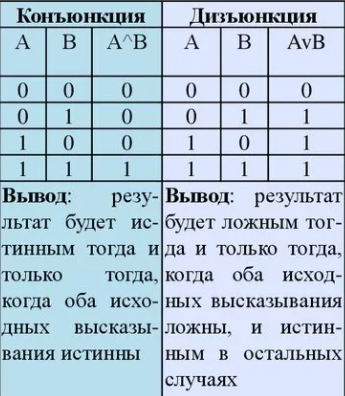 Конъюнкция Дизъюнкция
A B A^B A B AvB
0 0 0 0 0 0
0 1 0 0 1 1
1 0 0 1 0 1
1 1 1 1 1 1
Вывод: резу-
льтат будет ис-
тинным тогда и
только тогда,
когда оба исхо-
дных высказы-
вания истинны
Вывод: результат
будет ложным тог-
да и только тогда,
когда оба исход-
ных высказывания
ложны, и истин-
ным в остальных
случаях